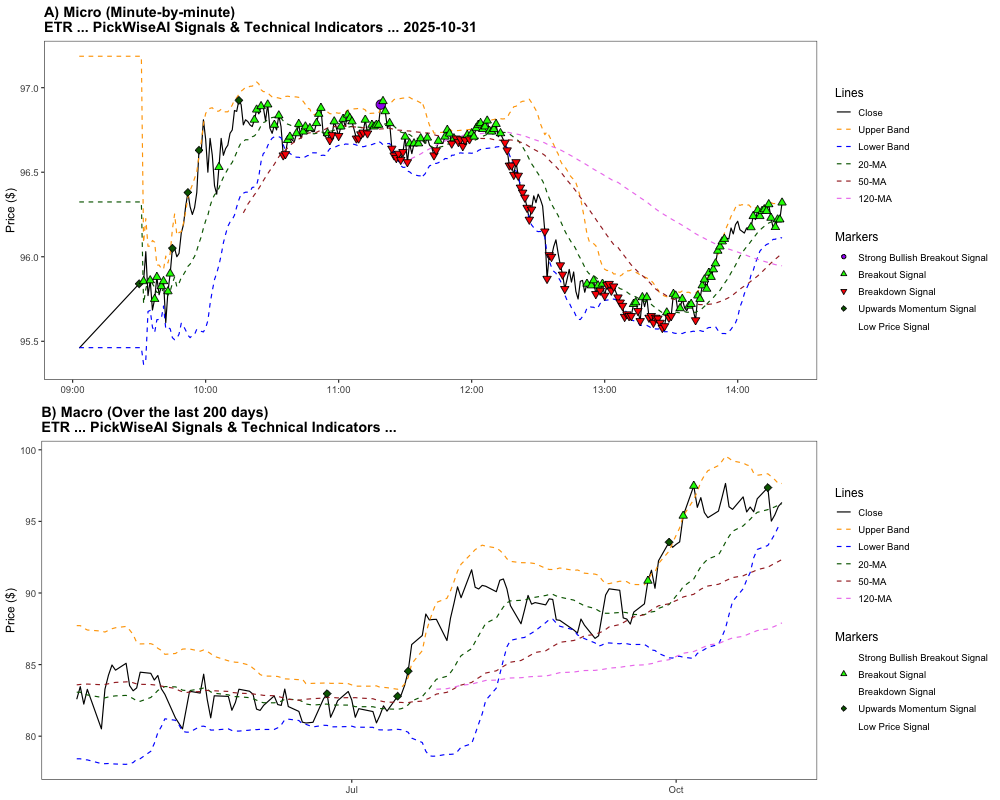 A) Micro (Minute-by-minute)
ETR ... PickWiseAI Signals & Technical Indicators ... 2025-10-31
97.0
96.5
96.0
95.5
Price ($)
09:00
10:00
11:00
12:00
13:00
14:00
Lines
Close
Upper Band
Lower Band
20-MA
50-MA
120-MA
Markers
Strong Bullish Breakout Signal
Breakout Signal
Breakdown Signal
Upwards Momentum Signal
Low Price Signal
B) Macro (Over the last 200 days)
ETR ... PickWiseAI Signals & Technical Indicators ...
100
95
90
85
80
Price ($)
Jul
Oct
Lines
Close
Upper Band
Lower Band
20-MA
50-MA
120-MA
Markers
Strong Bullish Breakout Signal
Breakout Signal
Breakdown Signal
Upwards Momentum Signal
Low Price Signal